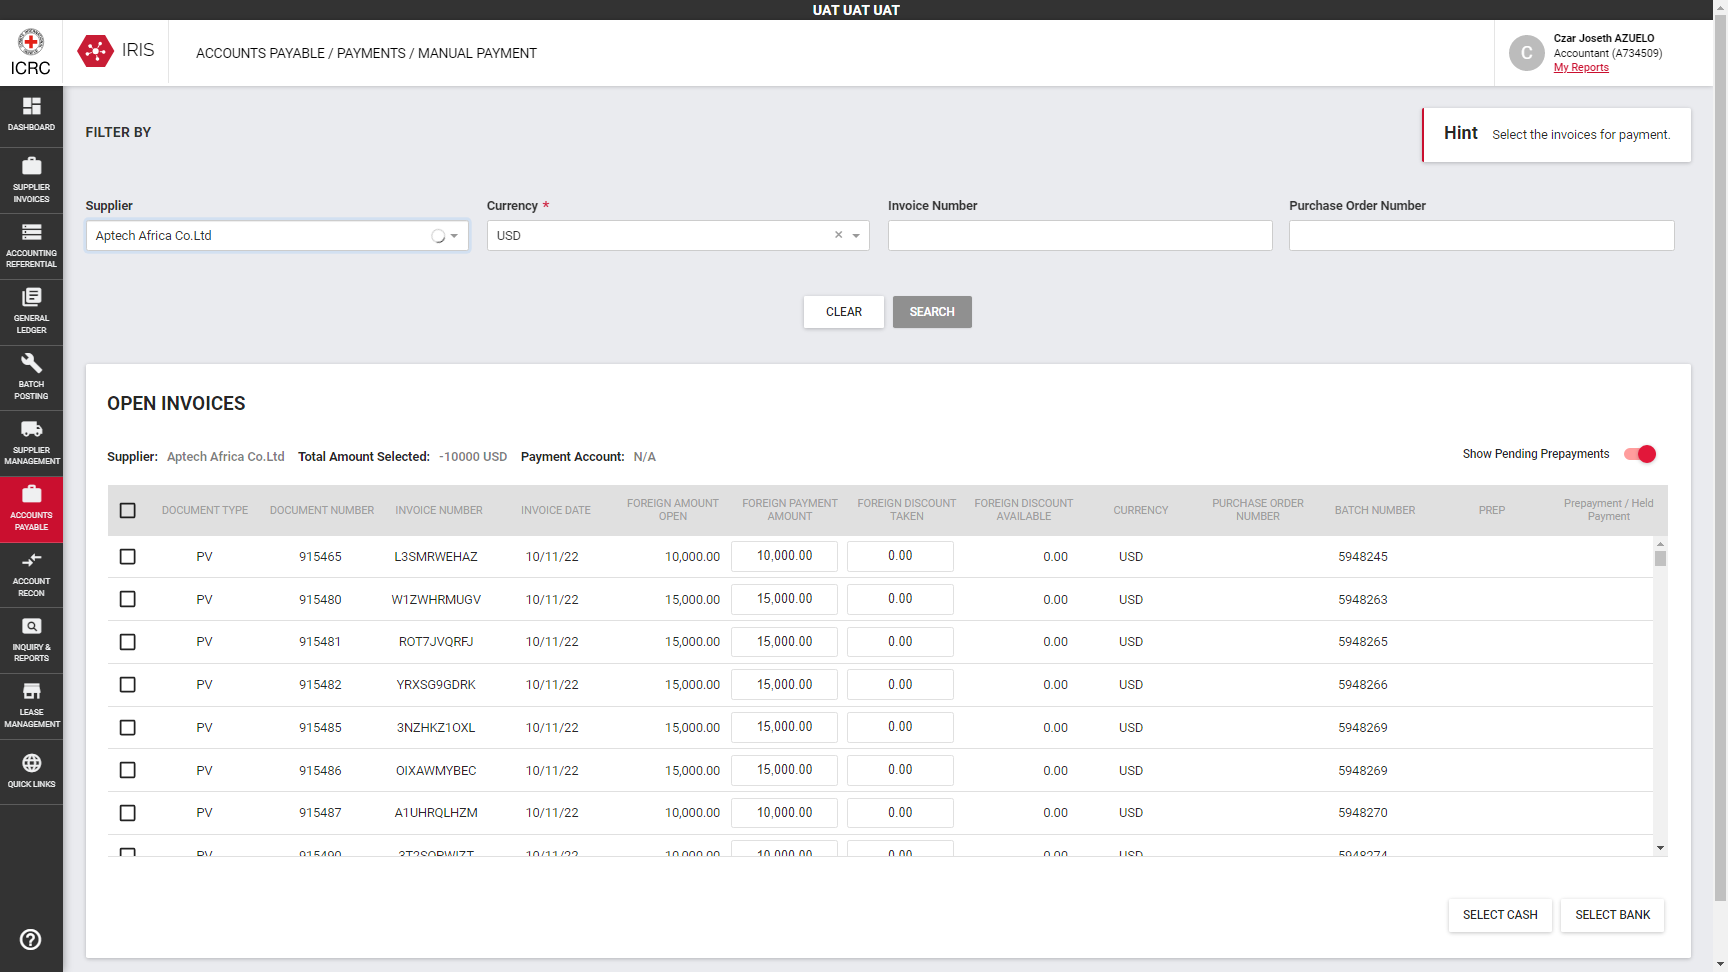 UAT UAT UAT
ICRC
IRIS
ACCOUNTS PAYABLE / PAYMENTS / MANUAL PAYMENT
C
Czar Joseth AZUELO
Accountant (A734509)
My Reports
DASHBOARD
SUPPLIER
INVOICES
ACCOUNTING
REFERENTIAL
GENERAL
LEDGER
BATCH
POSTING
SUPPLIER
MANAGEMENT
ACCOUNTS
PAYABLE
ACCOUNT
RECON
INQUIRY &
REPORTS
LEASE
MANAGEMENT
QUICK LINKS
FILTER BY
Hint Select the invoices for payment.
Supplier Currency * Invoice Number Purchase Order Number
Aptech Africa Co.Ltd USD
CLEAR SEARCH
OPEN INVOICES
Supplier: Aptech Africa Co.Ltd Total Amount Selected: -10000 USD Payment Account: N/A
Show Pending Prepayments
DOCUMENT TYPE DOCUMENT NUMBER INVOICE NUMBER INVOICE DATE FOREIGN AMOUNT OPEN FOREIGN PAYMENT AMOUNT FOREIGN DISCOUNT TAKEN FOREIGN DISCOUNT AVAILABLE CURRENCY PURCHASE ORDER NUMBER BATCH NUMBER PREP Prepayment / Held Payment
PV 915465 L3SMRWEHAZ 10/11/22 10,000.00 10,000.00 0.00 0.00 USD 5948245
PV 915480 W1ZWHRMUGV 10/11/22 15,000.00 15,000.00 0.00 0.00 USD 5948263
PV 915481 ROT7JVQRFJ 10/11/22 15,000.00 15,000.00 0.00 0.00 USD 5948265
PV 915482 YRXSG9GDRK 10/11/22 15,000.00 15,000.00 0.00 0.00 USD 5948266
PV 915485 3NZHKZ1OXL 10/11/22 15,000.00 15,000.00 0.00 0.00 USD 5948269
PV 915486 OIXAWMYBEC 10/11/22 15,000.00 15,000.00 0.00 0.00 USD 5948269
PV 915487 A1UHRQLHZM 10/11/22 10,000.00 10,000.00 0.00 0.00 USD 5948270
PV 915490 10/11/22 10,000.00 10,000.00 0.00 0.00 USD 5948274
SELECT CASH SELECT BANK